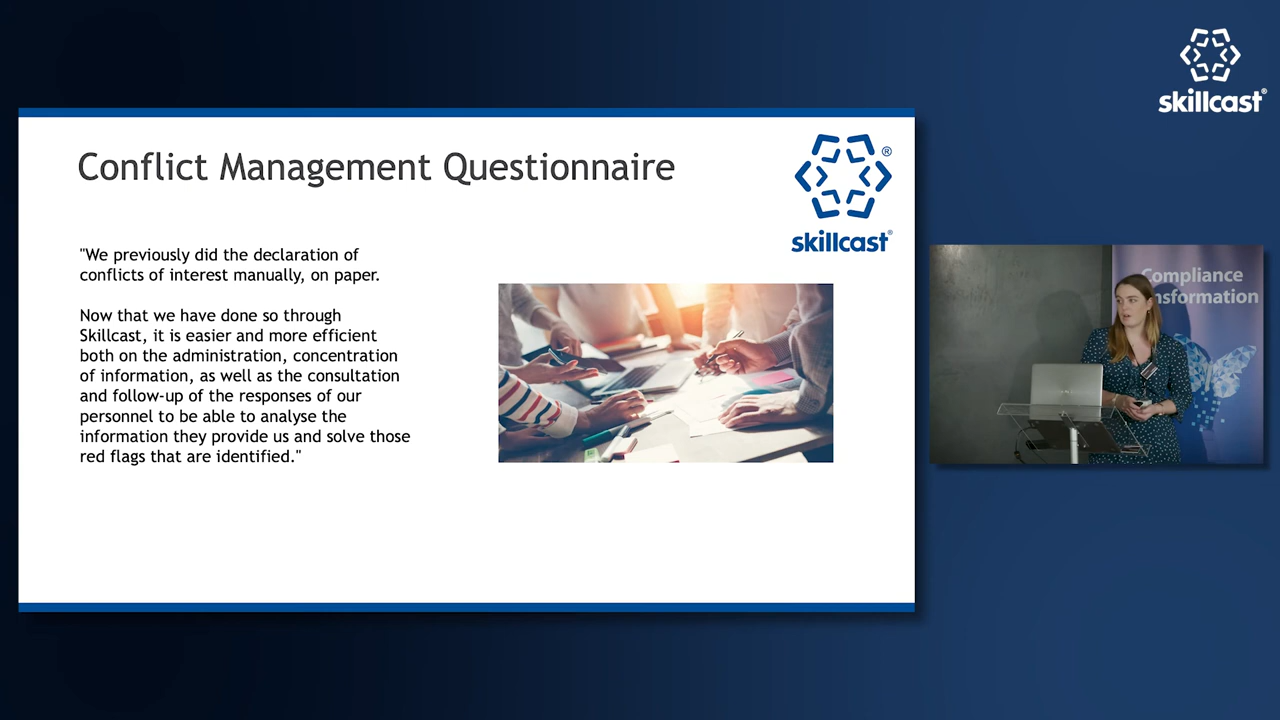 skillcast®
Conflict Management Questionnaire
®
skillcast®
"We previously did the declaration of
conflicts of interest manually, on paper.
Now that we have done so through
Skillcast, it is easier and more efficient
both on the administration, concentration
of information, as well as the consultation
and follow-up of the responses of our
personnel to be able to analyse the
information they provide us and solve those
red flags that are identified."
Compliance
nsformation